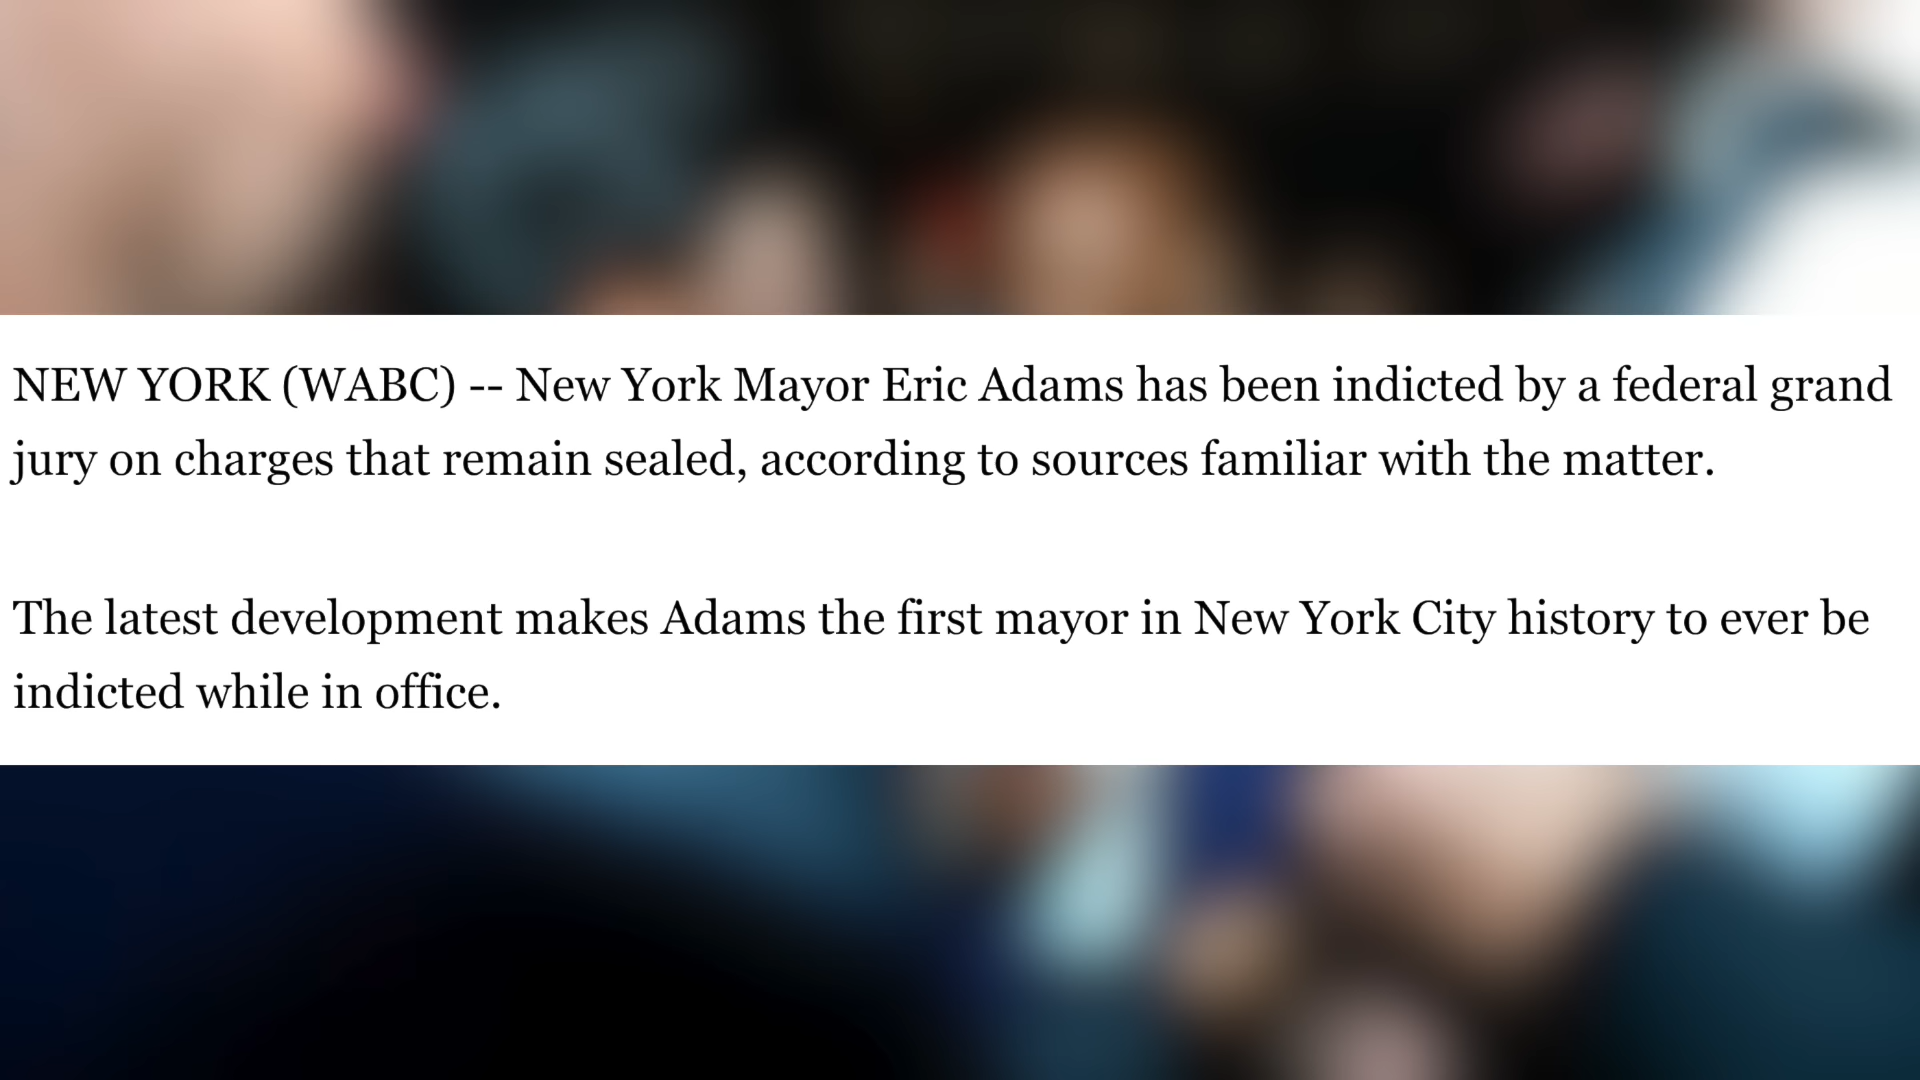 NEW YORK (WABC) -- New York Mayor Eric Adams has been indicted by a federal grand
jury on charges that remain sealed, according to sources familiar with the matter.
The latest development makes Adams the first mayor in New York City history to ever be
indicted while in office.